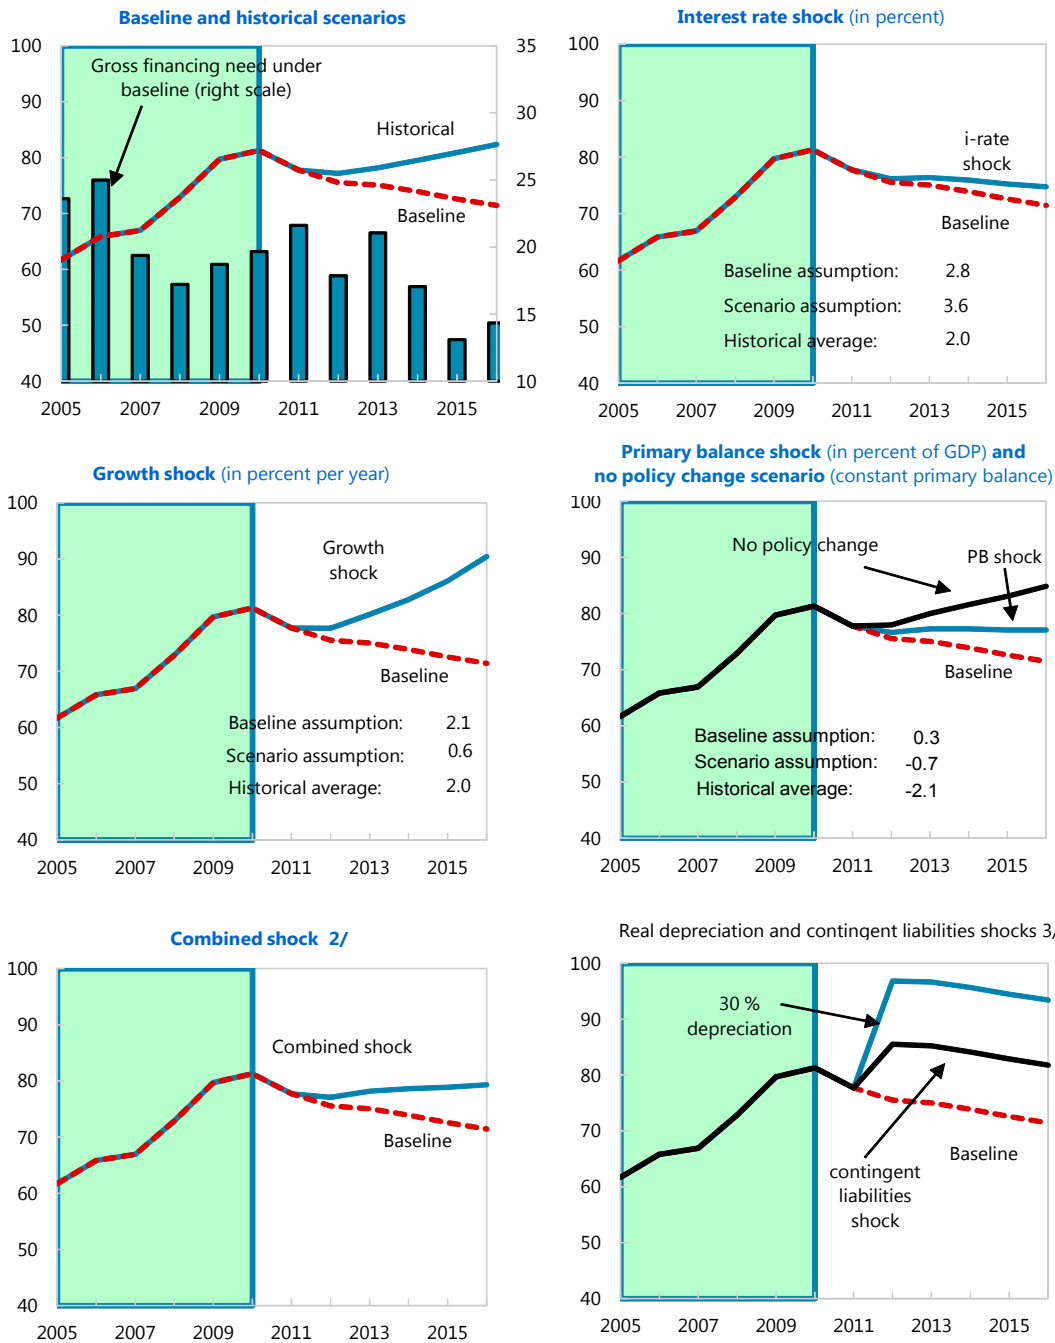 Baseline and historical scenarios
100
90
80
70
60
50
40
35
30
25
20
15
10
Gross financing need under
baseline (right scale)
Historical
Baseline
2005
2007
2009
2011
2013
2015
Interest rate shock (in percent)
100
90
80
70
60
50
40
i-rate
shock
Baseline
Baseline assumption: 2.8
Scenario assumption: 3.6
Historical average: 2.0
2005
2007
2009
2011
2013
2015
Growth shock (in percent per year)
100
90
80
70
60
50
40
Growth
shock
Baseline
Baseline assumption: 2.1
Scenario assumption: 0.6
Historical average: 2.0
2005
2007
2009
2011
2013
2015
Primary balance shock (in percent of GDP) and
no policy change scenario (constant primary balance)
100
90
80
70
60
50
40
No policy change
PB shock
Baseline
Baseline assumption: 0.3
Scenario assumption: -0.7
Historical average: -2.1
2005
2007
2009
2011
2013
2015
Combined shock 2/
100
90
80
70
60
50
40
Combined shock
Baseline
2005
2007
2009
2011
2013
2015
Real depreciation and contingent liabilities shocks 3/
100
90
80
70
60
50
40
30 %
depreciation
Baseline
contingent
liabilities
shock
2005
2007
2009
2011
2013
2015